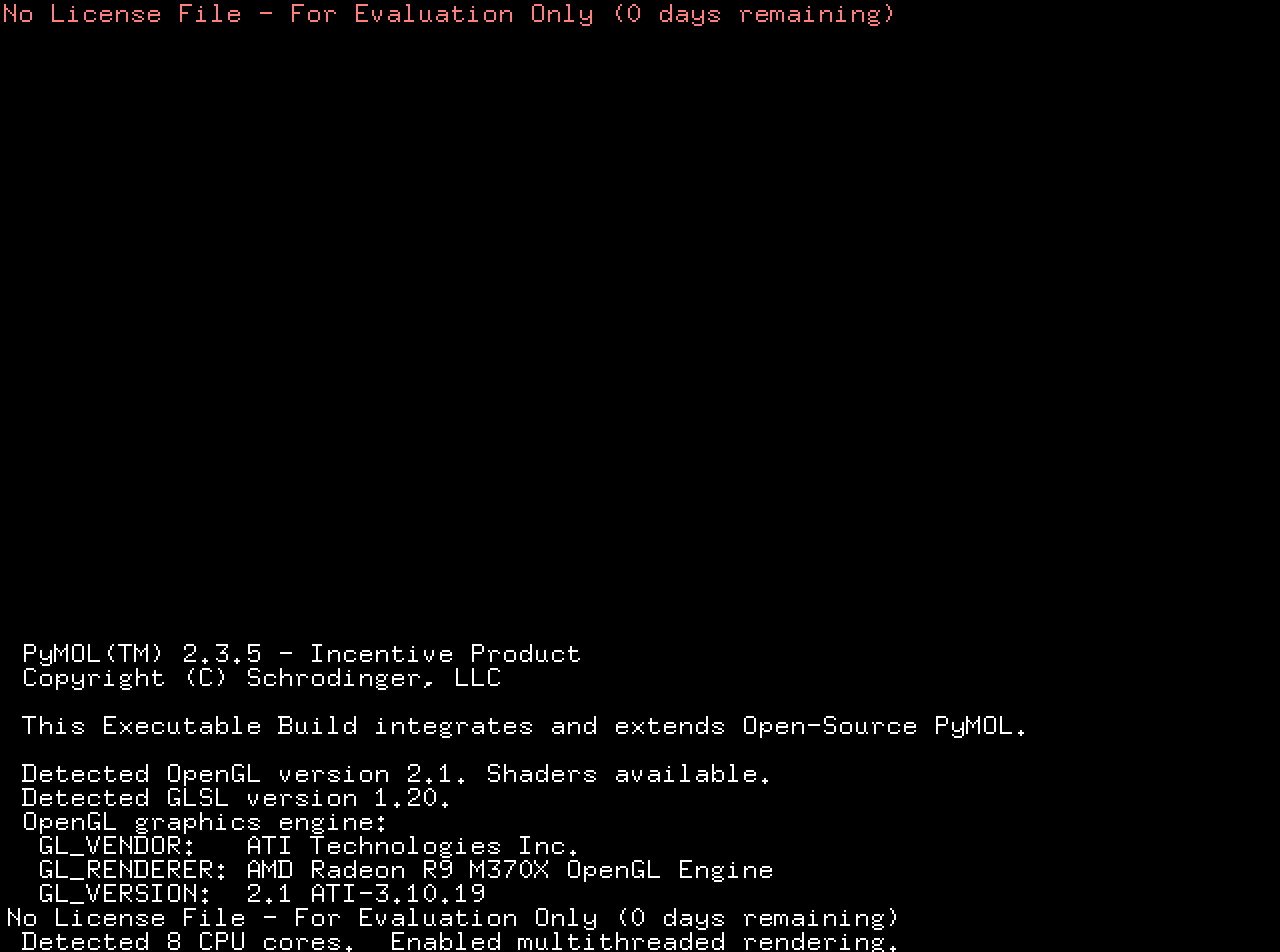 No License File - For Evaluation Only (0 days remaining)
PyMOL(TM) 2.3.5 - Incentive Product
Copyright (C) Schrodinger, LLC
This Executable Build integrates and extends Open-Source PyMOL.
Detected OpenGL version 2.1. Shaders available.
Detected GLSL version 1.20.
OpenGL graphics engine:
GL_VENDOR:   ATI Technologies Inc.
GL_RENDERER: AMD Radeon R9 M370X OpenGL Engine
GL_VERSION:  2.1 ATI-3.10.19
No License File - For Evaluation Only (0 days remaining)
Detected 8 CPU cores.  Enabled multithreaded rendering.